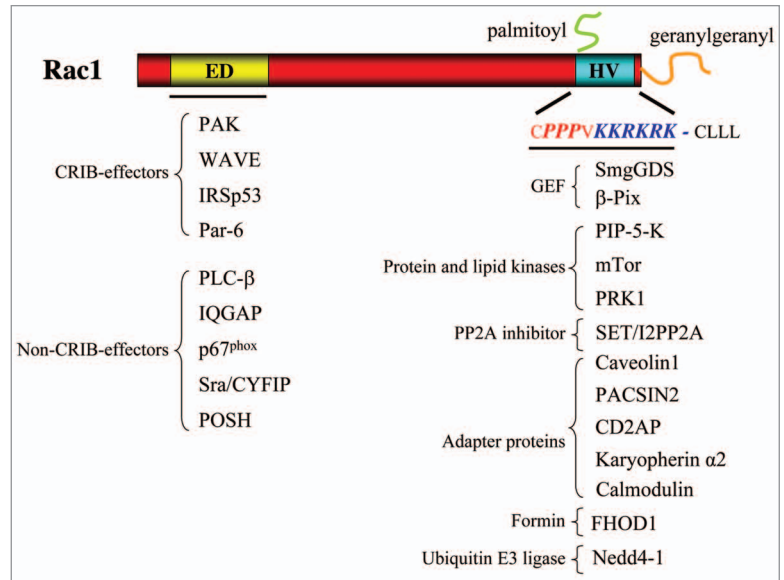 palmitoyl
geranylgeranyl
Rac1
ED
HV
CPPPVKKRKRK - CLLL
CRIB-effectors
PAK
WAVE
IRSp53
Par-6
Non-CRIB-effectors
PLC-β
IQGAP
p67phox
Sra/CYFIP
POSH
GEF
SmgGDS
β-Pix
Protein and lipid kinases
PIP-5-K
mTor
PRK1
PP2A inhibitor
SET/I2PP2A
Adapter proteins
Caveolin1
PACSIN2
CD2AP
Karyopherin α2
Calmodulin
Formin
FHOD1
Ubiquitin E3 ligase
Nedd4-1